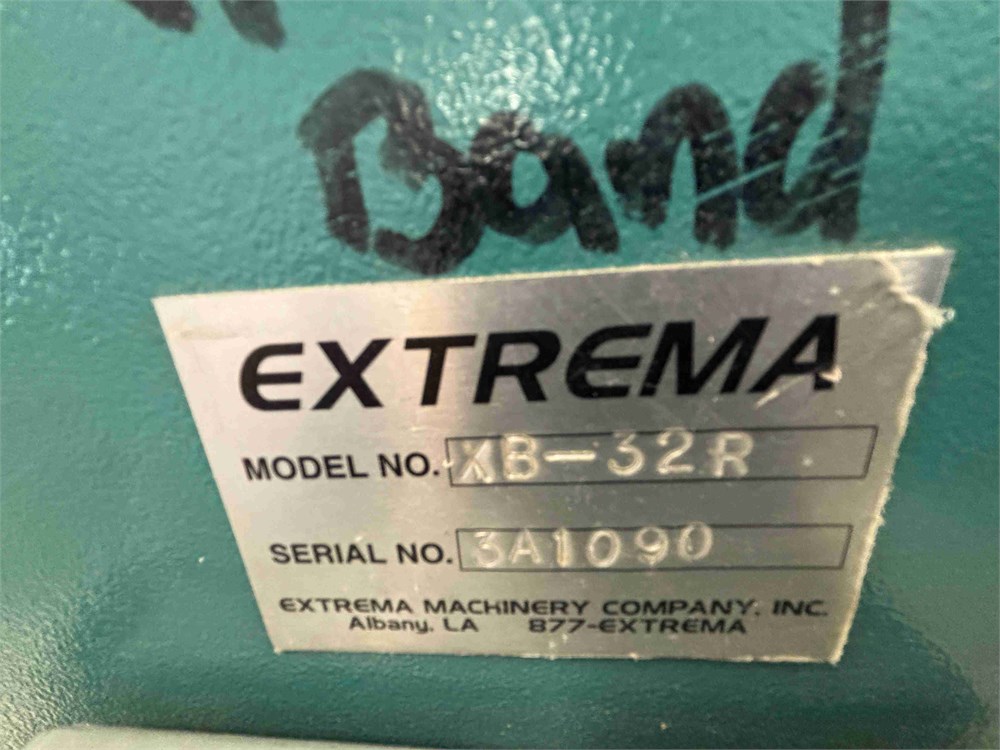 Band
EXTREMA
MODEL NO. XB-32R
SERIAL NO. 3A1090
EXTREMA MACHINERY COMPANY, INC.
Albany, LA 877-EXTREMA